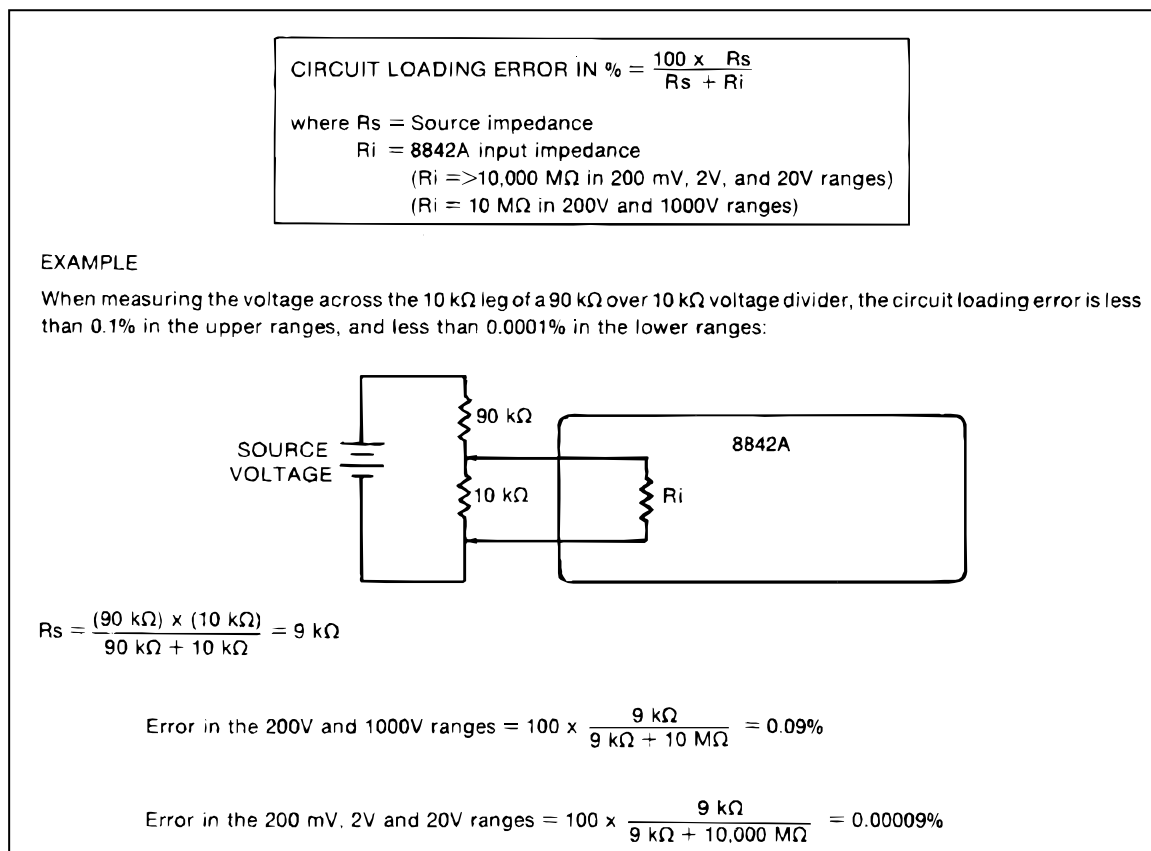 CIRCUIT LOADING ERROR IN % = 100 x Rs / Rs + Ri
where Rs = Source impedance
Ri = 8842A input impedance
(Ri =>10,000 MΩ in 200 mV, 2V, and 20V ranges)
(Ri = 10 MΩ in 200V and 1000V ranges)
EXAMPLE
When measuring the voltage across the 10 kΩ leg of a 90 kΩ over 10 kΩ voltage divider, the circuit loading error is less
than 0.1% in the upper ranges, and less than 0.0001% in the lower ranges:
90 kΩ
8842A
SOURCE
VOLTAGE
10 kΩ
Ri
Rs = (90 kΩ) x (10 kΩ) / 90 kΩ + 10 kΩ = 9 kΩ
Error in the 200V and 1000V ranges = 100 x 9 kΩ / 9 kΩ + 10 MΩ = 0.09%
Error in the 200 mV, 2V and 20V ranges = 100 x 9 kΩ / 9 kΩ + 10,000 MΩ = 0.00009%